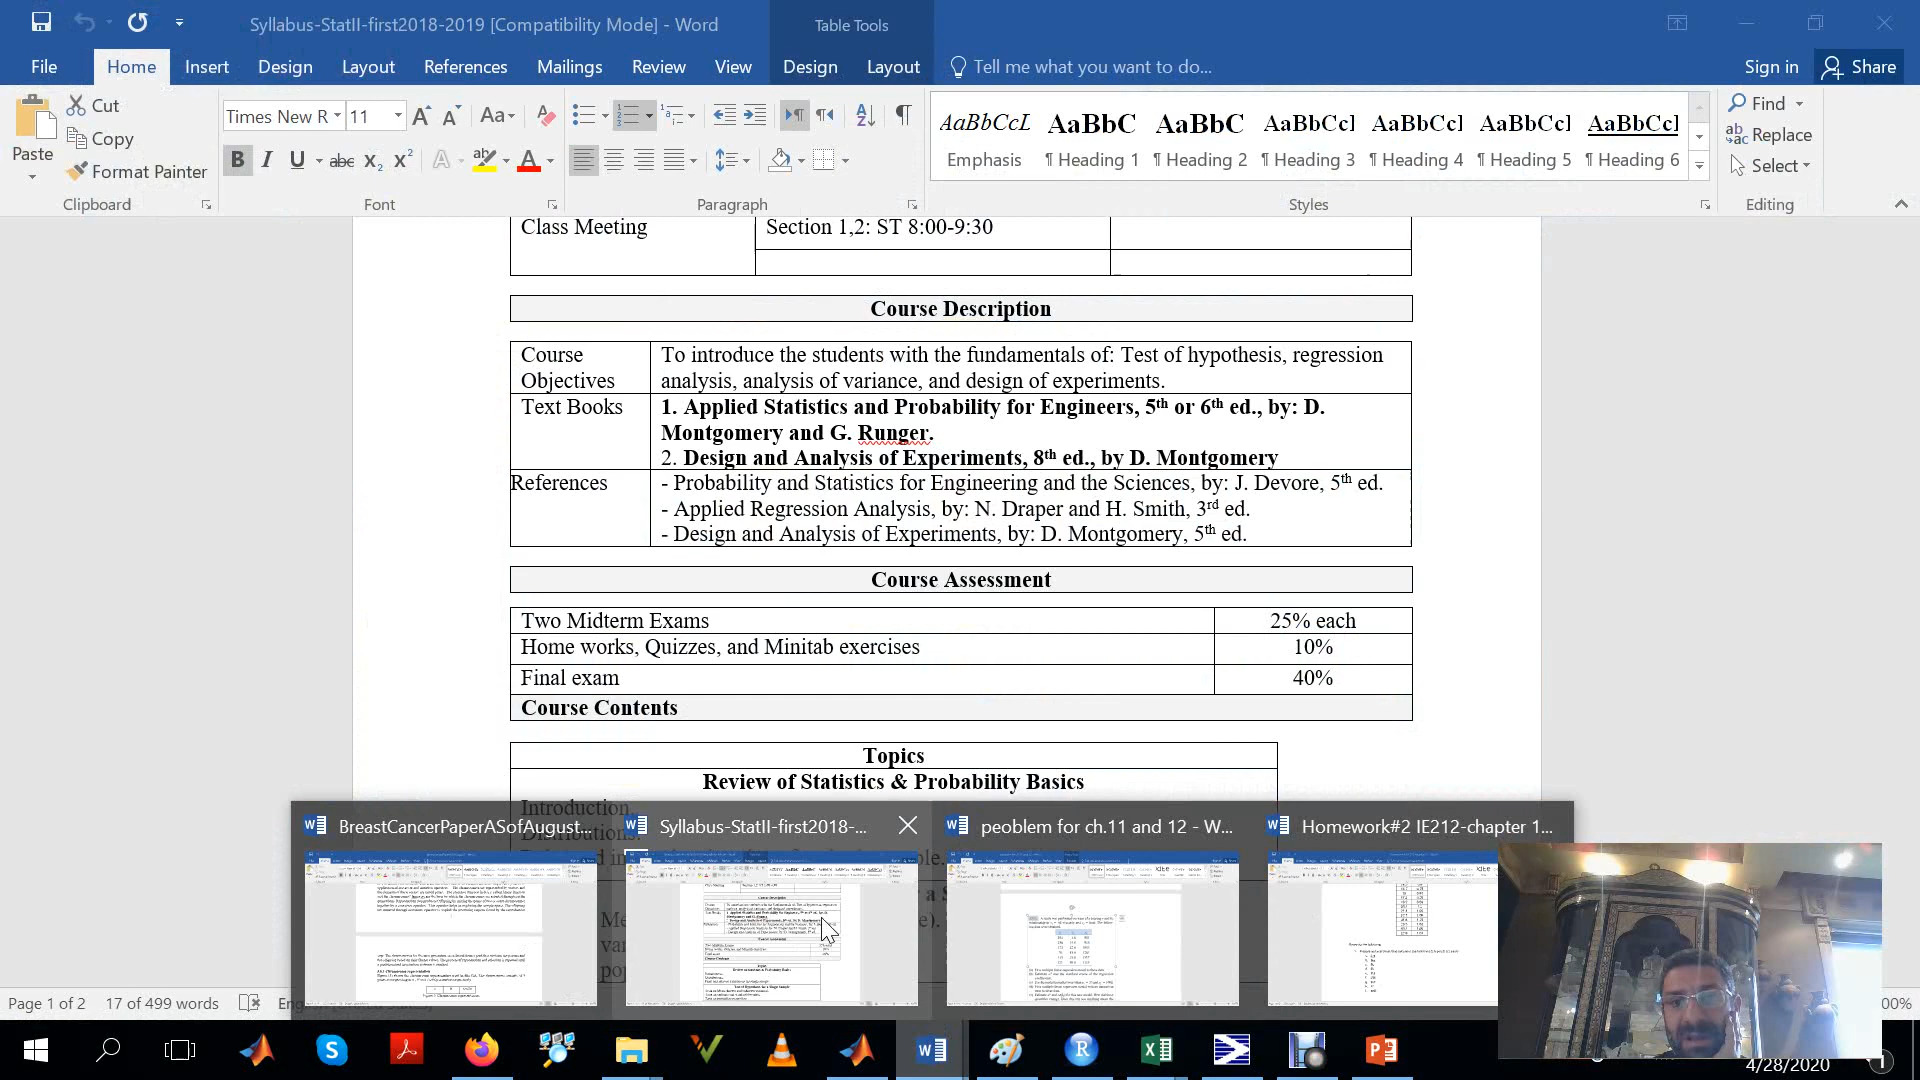 Syllabus-StatII-first2018-2019 [Compatibility Mode] - Word
Table Tools
File
Home
Insert
Design
Layout
References
Mailings
Review
View
Design
Layout
Tell me what you want to do...
Sign in
Share
Paste
Cut
Copy
Format Painter
Times New R
11
AaBbCcL
AaBbC
AaBbC
AaBbCcI
AaBbCcI
AaBbCcI
AaBbCcI
Emphasis
¶ Heading 1
¶ Heading 2
¶ Heading 3
¶ Heading 4
¶ Heading 5
¶ Heading 6
Find
Replace
Select
Clipboard
Font
Paragraph
Styles
Editing
Class Meeting
Section 1,2: ST 8:00-9:30
Course Description
Course Objectives
To introduce the students with the fundamentals of: Test of hypothesis, regression
analysis, analysis of variance, and design of experiments.
Text Books
1. Applied Statistics and Probability for Engineers, 5th or 6th ed., by: D.
Montgomery and G. Runger.
2. Design and Analysis of Experiments, 8th ed., by D. Montgomery
References
- Probability and Statistics for Engineering and the Sciences, by: J. Devore, 5th ed.
- Applied Regression Analysis, by: N. Draper and H. Smith, 3rd ed.
- Design and Analysis of Experiments, by: D. Montgomery, 5th ed.
Course Assessment
Two Midterm Exams
25% each
Home works, Quizzes, and Minitab exercises
10%
Final exam
40%
Course Contents
Topics
Review of Statistics & Probability Basics
Introduction.
BreastCancerPaperASofAugust...
Syllabus-StatII-first2018-...
peoblem for ch.11 and 12 - W...
Homework#2 IE212-chapter 1...
Page 1 of 2
17 of 499 words
4/28/2020